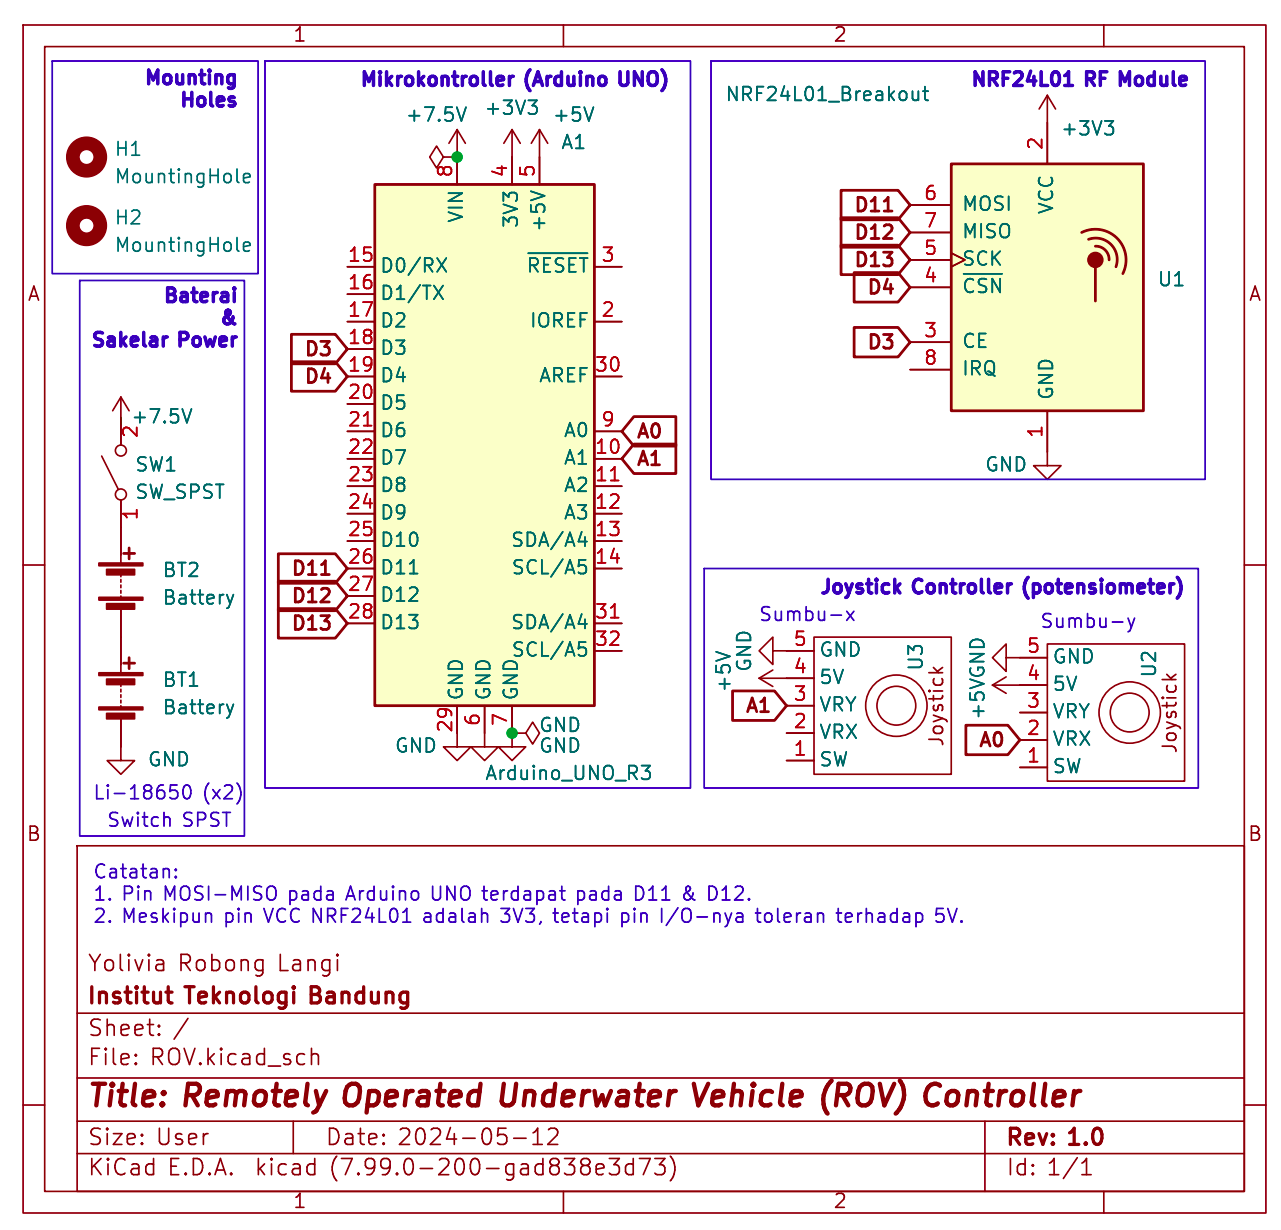 1
2
A
B
Mounting
Holes
H1
MountingHole
H2
MountingHole
Baterai
&
Sakelar Power
+7.5V
2
SW1
SW_SPST
1
+
BT2
Battery
+
BT1
Battery
GND
Li-18650 (x2)
Switch SPST
Mikrokontroller (Arduino UNO)
+7.5V
+3V3
+5V
A1
8
4
5
VIN
3V3
+5V
15 D0/RX
16 D1/TX
17 D2
D3 18 D3
D4 19 D4
20 D5
21 D6
22 D7
23 D8
24 D9
25 D10
D11 26 D11
D12 27 D12
D13 28 D13
RESET 3
IOREF 2
AREF 30
A0 9 A0
A1 10 A1
A2 11
A3 12
SDA/A4 13
SCL/A5 14
SDA/A4 31
SCL/A5 32
GND
GND
GND
29
6
7
GND
GND
GND
Arduino_UNO_R3
NRF24L01 RF Module
NRF24L01_Breakout
+3V3
2
VCC
D11 6 MOSI
D12 7 MISO
D13 5 SCK
D4 4 CSN
D3 3 CE
8 IRQ
U1
GND
1
GND
Joystick Controller (potensiometer)
Sumbu-x
GND
+5V
5 GND
4 5V
A1 3 VRY
2 VRX
1 SW
U3
Joystick
Sumbu-y
GND
+5V
5 GND
4 5V
3 VRY
A0 2 VRX
1 SW
U2
Joystick
A
B
Catatan:
1. Pin MOSI-MISO pada Arduino UNO terdapat pada D11 & D12.
2. Meskipun pin VCC NRF24L01 adalah 3V3, tetapi pin I/O-nya toleran terhadap 5V.
Yolivia Robong Langi
Institut Teknologi Bandung
Sheet: /
File: ROV.kicad_sch
Title: Remotely Operated Underwater Vehicle (ROV) Controller
Size: User
Date: 2024-05-12
Rev: 1.0
KiCad E.D.A. kicad (7.99.0-200-gad838e3d73)
Id: 1/1
1
2